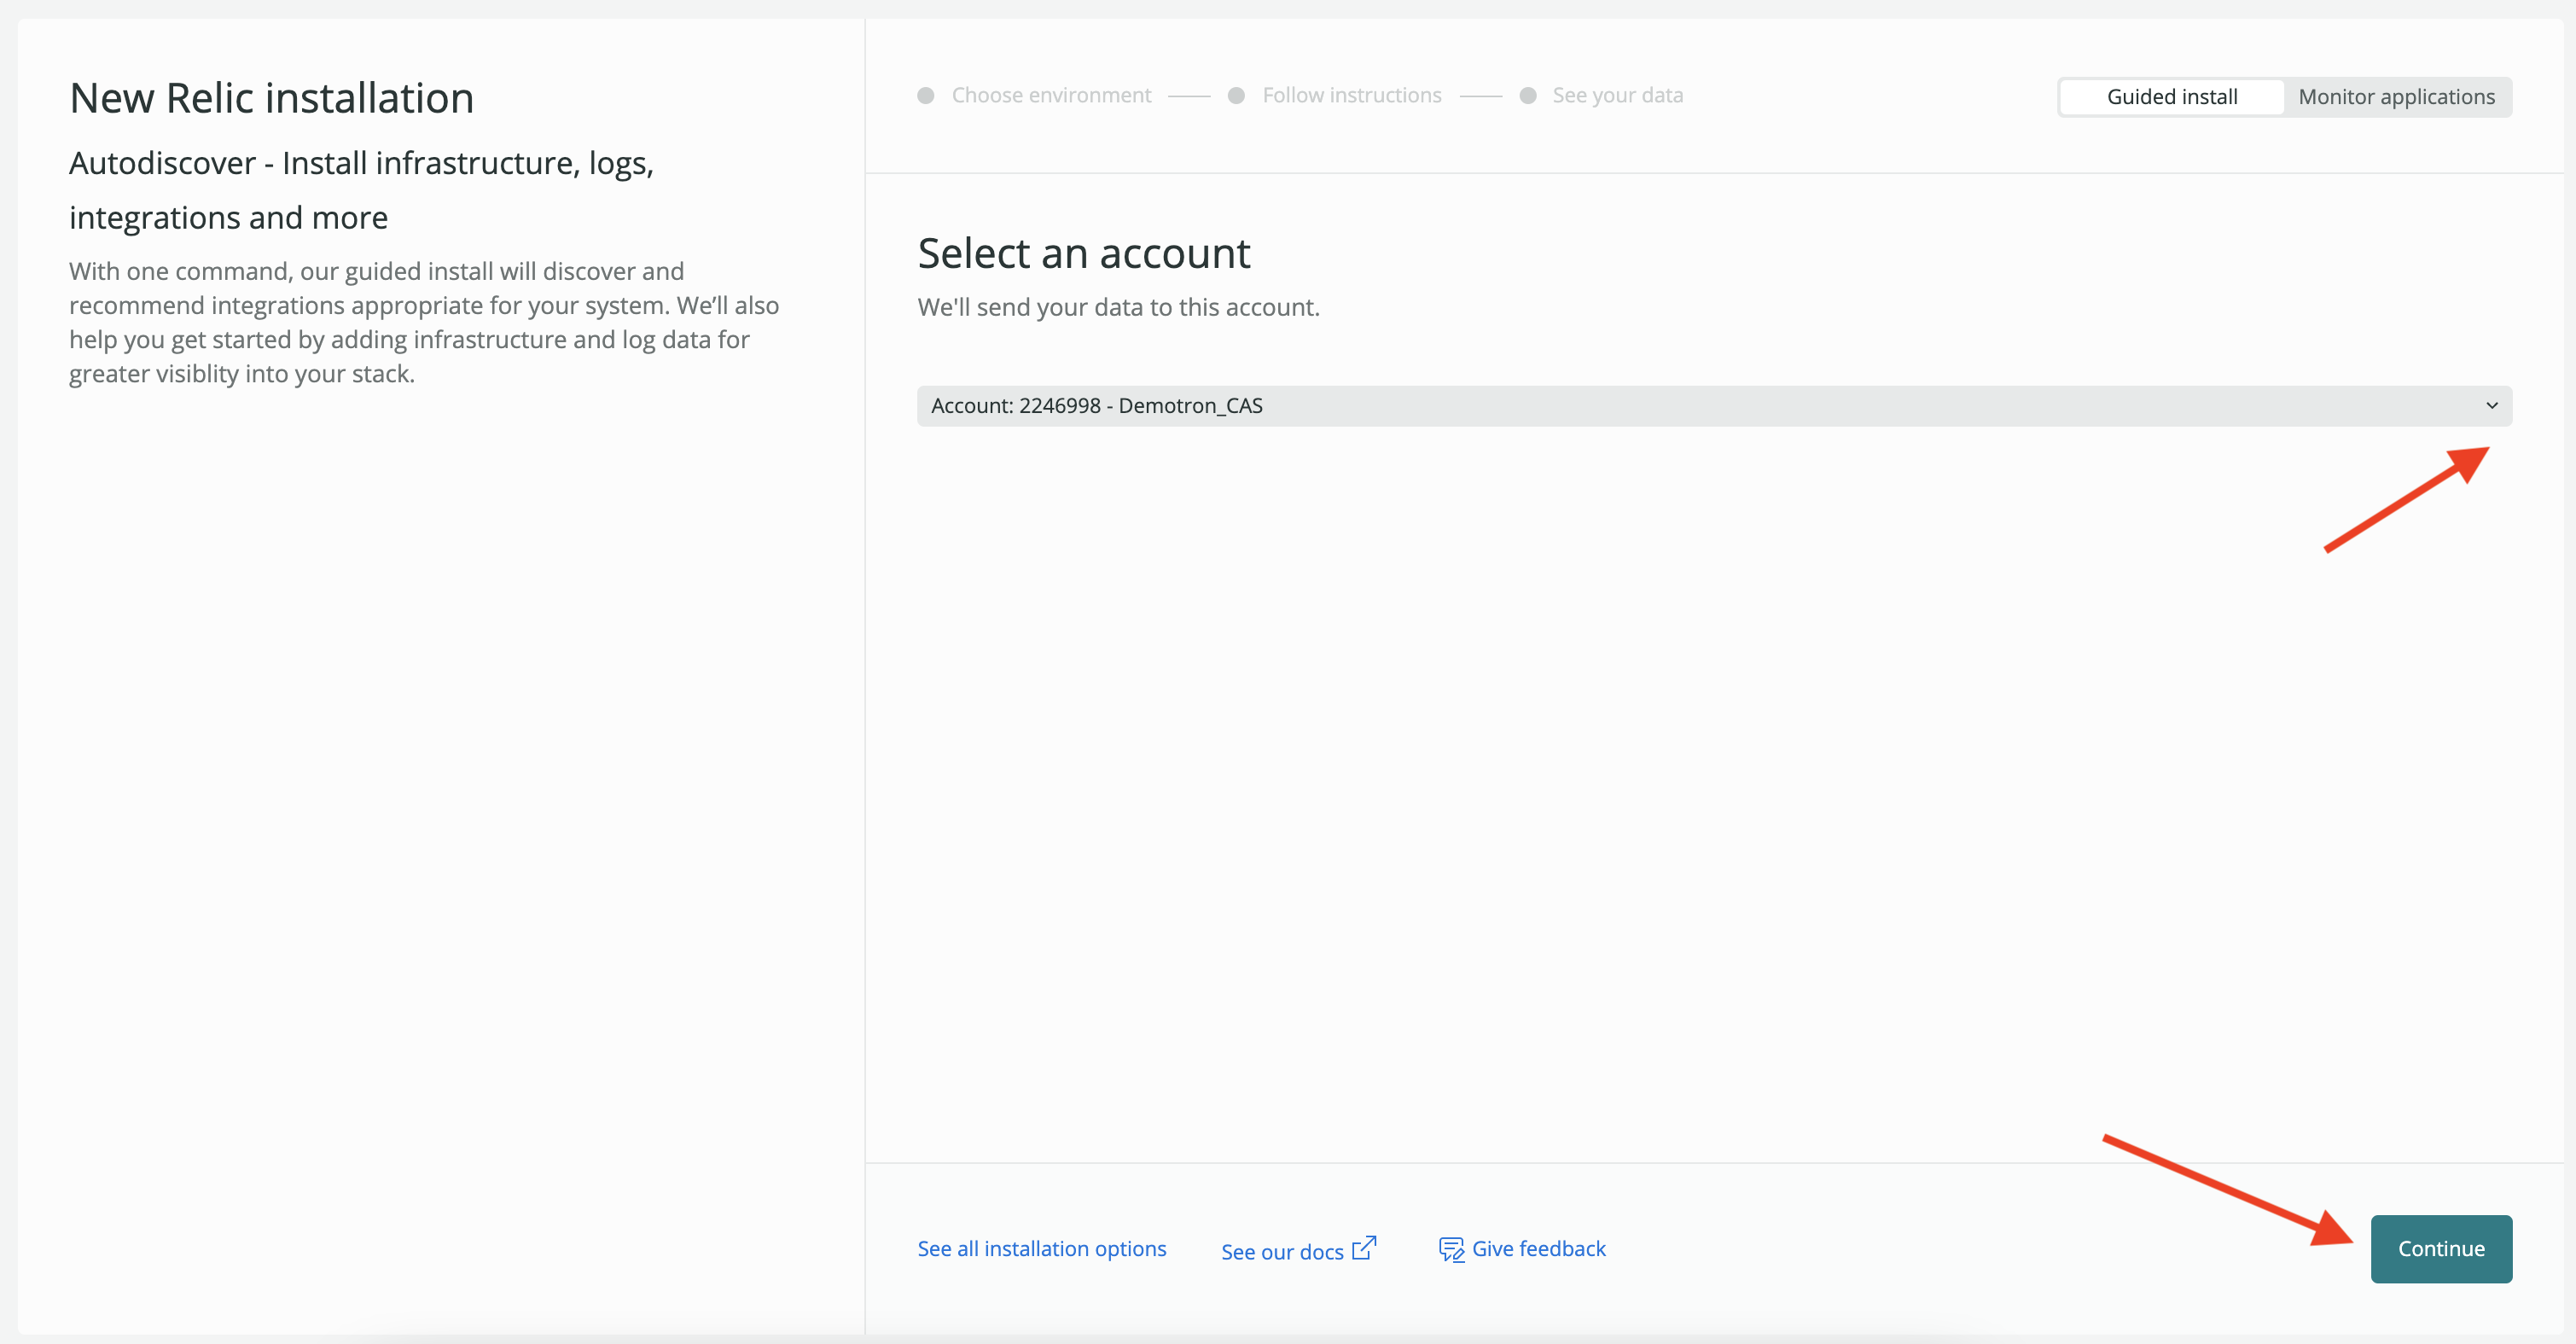 New Relic installation
Autodiscover - Install infrastructure, logs,
integrations and more
With one command, our guided install will discover and
recommend integrations appropriate for your system. We’ll also
help you get started by adding infrastructure and log data for
greater visiblity into your stack.
Choose environment
Follow instructions
See your data
Guided install
Monitor applications
Select an account
We'll send your data to this account.
Account: 2246998 - Demotron_CAS
See all installation options
See our docs
Give feedback
Continue